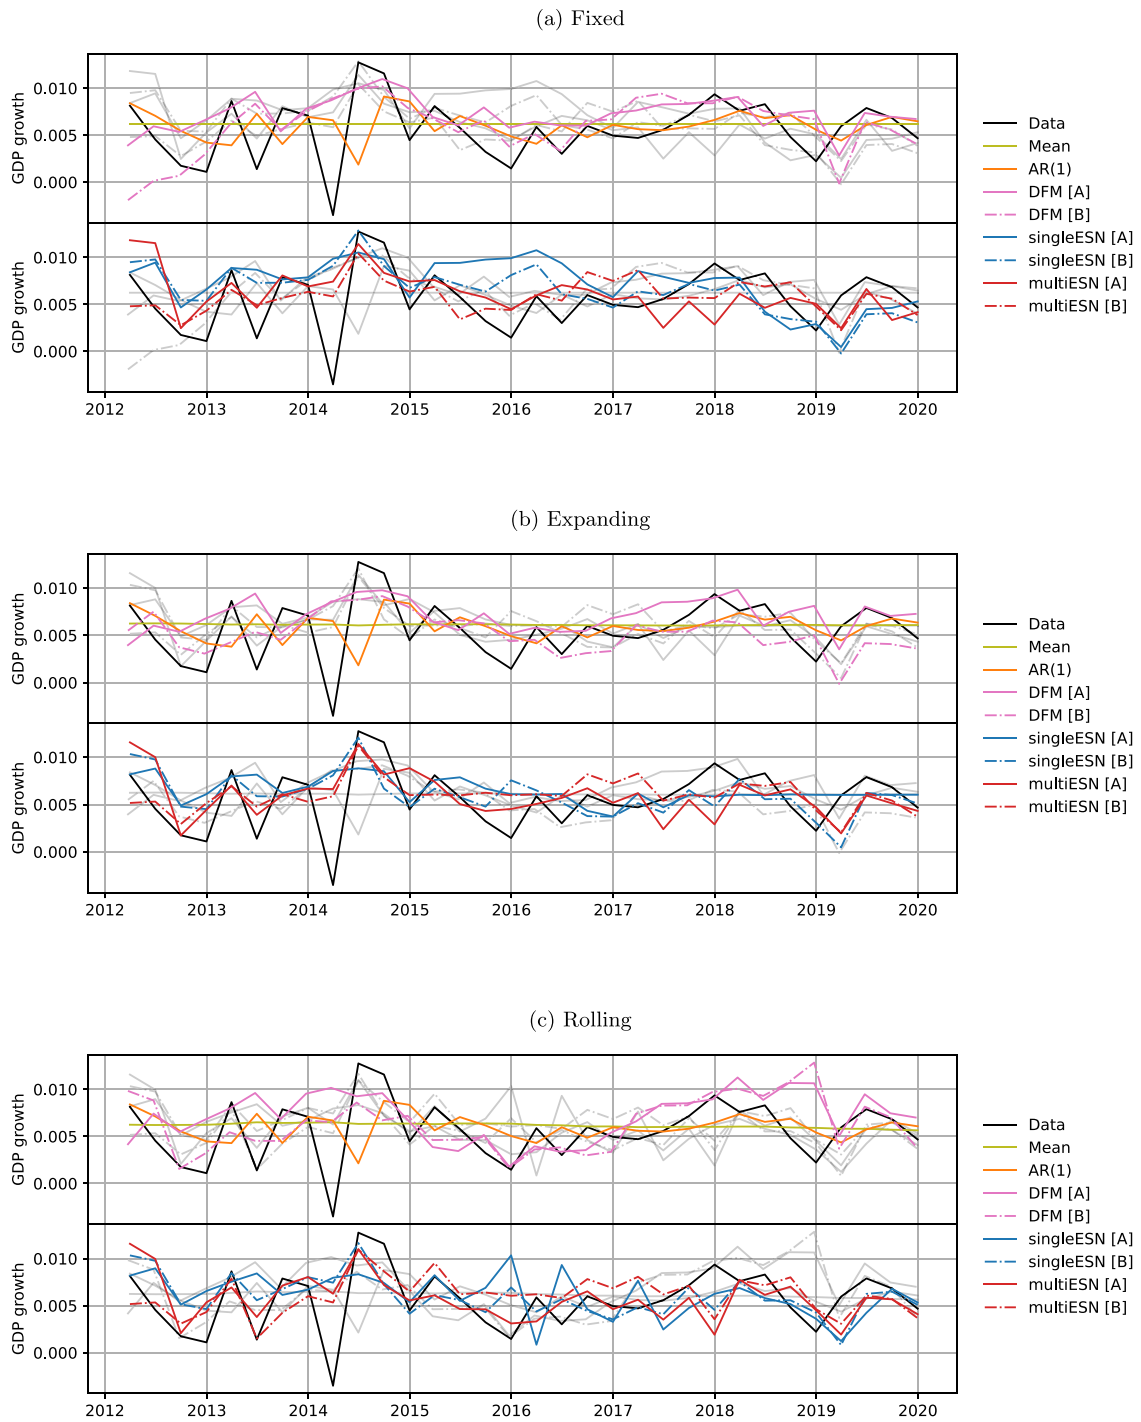 (a) Fixed
GDP growth
0.010
0.005
0.000
GDP growth
0.010
0.005
0.000
2012 2013 2014 2015 2016 2017 2018 2019 2020
Data
Mean
AR(1)
DFM [A]
DFM [B]
singleESN [A]
singleESN [B]
multiESN [A]
multiESN [B]
(b) Expanding
GDP growth
0.010
0.005
0.000
GDP growth
0.010
0.005
0.000
2012 2013 2014 2015 2016 2017 2018 2019 2020
Data
Mean
AR(1)
DFM [A]
DFM [B]
singleESN [A]
singleESN [B]
multiESN [A]
multiESN [B]
(c) Rolling
GDP growth
0.010
0.005
0.000
GDP growth
0.010
0.005
0.000
2012 2013 2014 2015 2016 2017 2018 2019 2020
Data
Mean
AR(1)
DFM [A]
DFM [B]
singleESN [A]
singleESN [B]
multiESN [A]
multiESN [B]